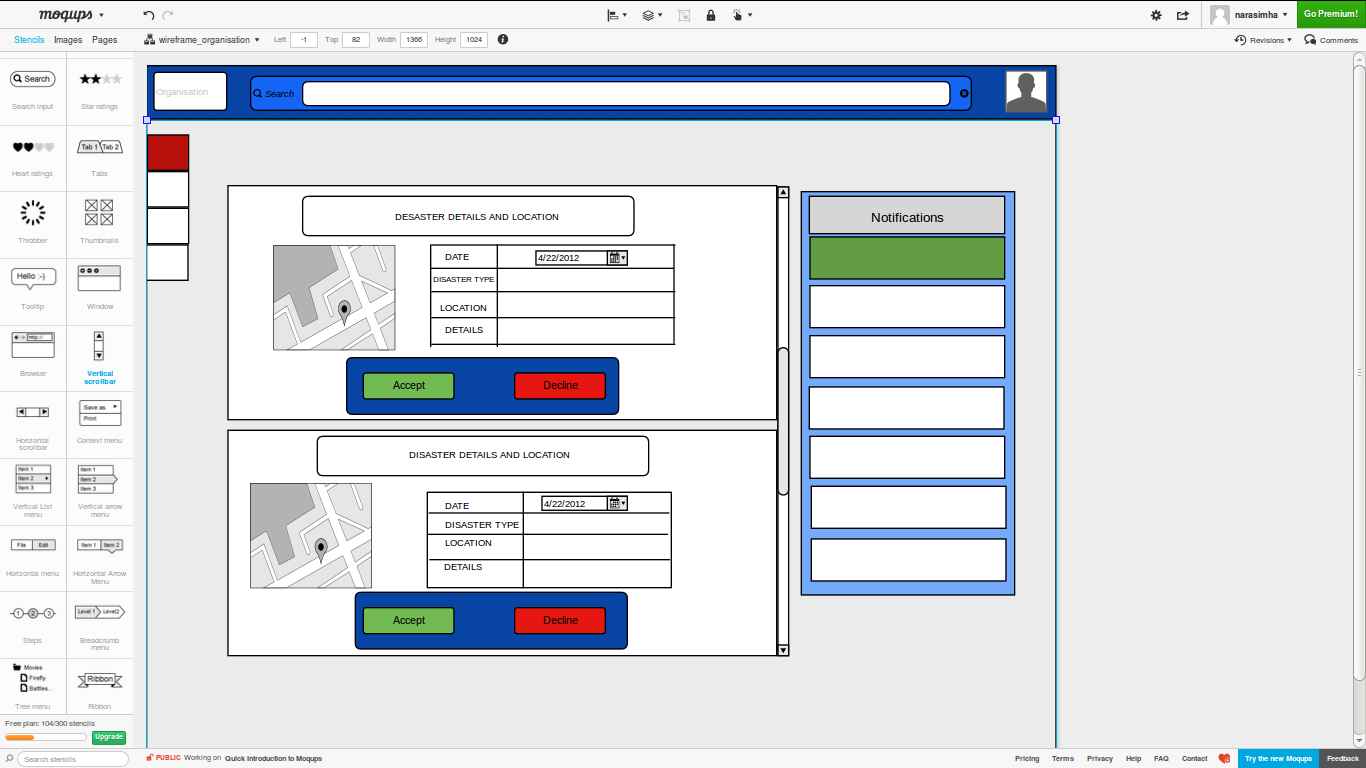 moqups
narasimha
Go Premium!
Stencils
Images
Pages
wireframe_organisation
Left
-1
Top
82
Width
1366
Height
1024
Revisions
Comments
Search
Search input
Star ratings
Heart ratings
Tab 1
Tab 2
Tabs
Throbber
Thumbnails
Hello :-)
Tooltip
Window
http://
Browser
Vertical
scrollbar
Horizontal
scrollbar
Save as
Print
Context menu
Item 1
Item 2
Item 3
Vertical List
menu
Item 1
Item 2
Item 3
Vertical arrow
menu
File
Edit
Horizontal menu
Item 1
Item 2
Horizontal Arrow
Menu
1
2
3
Steps
Level 1
Level2
Breadcrumb
menu
Movies
Firefly
Battles...
Tree menu
Ribbon
Ribbon
Free plan: 104/300 stencils
Upgrade
Search stencils
Organisation
Search
DESASTER DETAILS AND LOCATION
DATE
4/22/2012
DISASTER TYPE
LOCATION
DETAILS
Accept
Decline
DISASTER DETAILS AND LOCATION
DATE
4/22/2012
DISASTER TYPE
LOCATION
DETAILS
Accept
Decline
Notifications
PUBLIC
Working on
Quick Introduction to Moqups
Pricing
Terms
Privacy
Help
FAQ
Contact
Try the new Moqups
Feedback